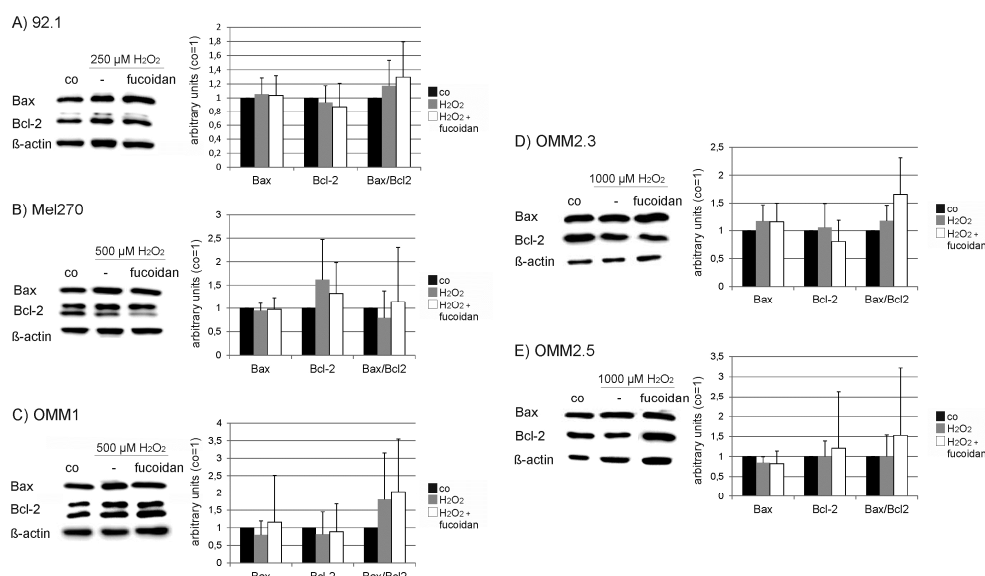 A) 92.1
250 µM H2O2
co - fucoidan
Bax
Bcl-2
ß-actin
arbitrary units (co=1)
2
1,8
1,6
1,4
1,2
1
0,8
0,6
0,4
0,2
0
Bax Bcl-2 Bax/Bcl2
co
H2O2
H2O2 +
fucoidan
B) Mel270
500 µM H2O2
co - fucoidan
Bax
Bcl-2
ß-actin
arbitrary units (co=1)
3
2,5
2
1,5
1
0,5
0
Bax Bcl-2 Bax/Bcl2
co
H2O2
H2O2 +
fucoidan
C) OMM1
500 µM H2O2
co - fucoidan
Bax
Bcl-2
ß-actin
arbitrary units (co=1)
4
3,5
3
2,5
2
1,5
1
0,5
0
Bax Bcl-2 Bax/Bcl2
co
H2O2
H2O2 +
fucoidan
D) OMM2.3
1000 µM H2O2
co - fucoidan
Bax
Bcl-2
ß-actin
arbitrary units (co=1)
2,5
2
1,5
1
0,5
0
Bax Bcl-2 Bax/Bcl2
co
H2O2
H2O2 +
fucoidan
E) OMM2.5
1000 µM H2O2
co - fucoidan
Bax
Bcl-2
ß-actin
arbitrary units (co=1)
3,5
3
2,5
2
1,5
1
0,5
0
Bax Bcl-2 Bax/Bcl2
co
H2O2
H2O2 +
fucoidan